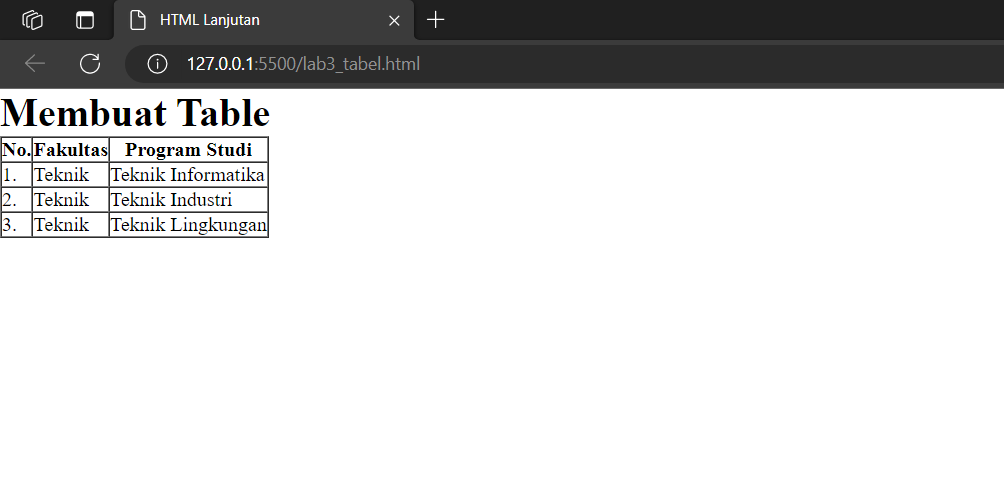 HTML Lanjutan
127.0.0.1:5500/lab3_tabel.html
Membuat Table
No. Fakultas Program Studi
1. Teknik Teknik Informatika
2. Teknik Teknik Industri
3. Teknik Teknik Lingkungan